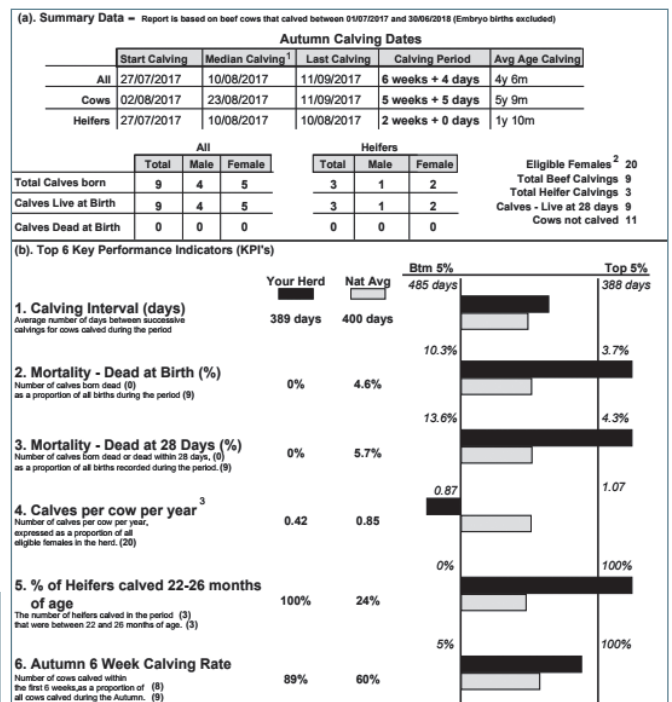 (a). Summary Data – Report is based on beef cows that calved between 01/07/2017 and 30/06/2018 (Embryo births excluded)
Autumn Calving Dates
Start Calving Median Calving1 Last Calving Calving Period Avg Age Calving
All 27/07/2017 10/08/2017 11/09/2017 6 weeks + 4 days 4y 6m
Cows 02/08/2017 23/08/2017 11/09/2017 5 weeks + 5 days 5y 9m
Heifers 27/07/2017 10/08/2017 10/08/2017 2 weeks + 0 days 1y 10m
All Heifers
Total Male Female Total Male Female
Total Calves born 9 4 5 3 1 2
Calves Live at Birth 9 4 5 3 1 2
Calves Dead at Birth 0 0 0 0 0 0
Eligible Females2 20
Total Beef Calvings 9
Total Heifer Calvings 3
Calves - Live at 28 days 9
Cows not calved 11
(b). Top 6 Key Performance Indicators (KPI's)
Your Herd Nat Avg Btm 5% Top 5%
485 days 388 days
1. Calving Interval (days)
Average number of days between successive
calvings for cows calved during the period
389 days 400 days
10.3% 3.7%
2. Mortality - Dead at Birth (%)
Number of calves born dead (0)
as a proportion of all births during the period (9)
0% 4.6%
13.6% 4.3%
3. Mortality - Dead at 28 Days (%)
Number of calves born dead or dead within 28 days, (0)
as a proportion of all births recorded during the period. (9)
0% 5.7%
0.87 1.07
4. Calves per cow per year3
Number of calves per cow per year,
expressed as a proportion of all
eligible females in the herd. (20)
0.42 0.85
0% 100%
5. % of Heifers calved 22-26 months
of age
The number of heifers calved in the period (3)
that were between 22 and 26 months of age. (3)
100% 24%
5% 100%
6. Autumn 6 Week Calving Rate
Number of cows calved within
the first 6 weeks,as a proportion of (8)
all cows calved during the Autumn. (9)
89% 60%